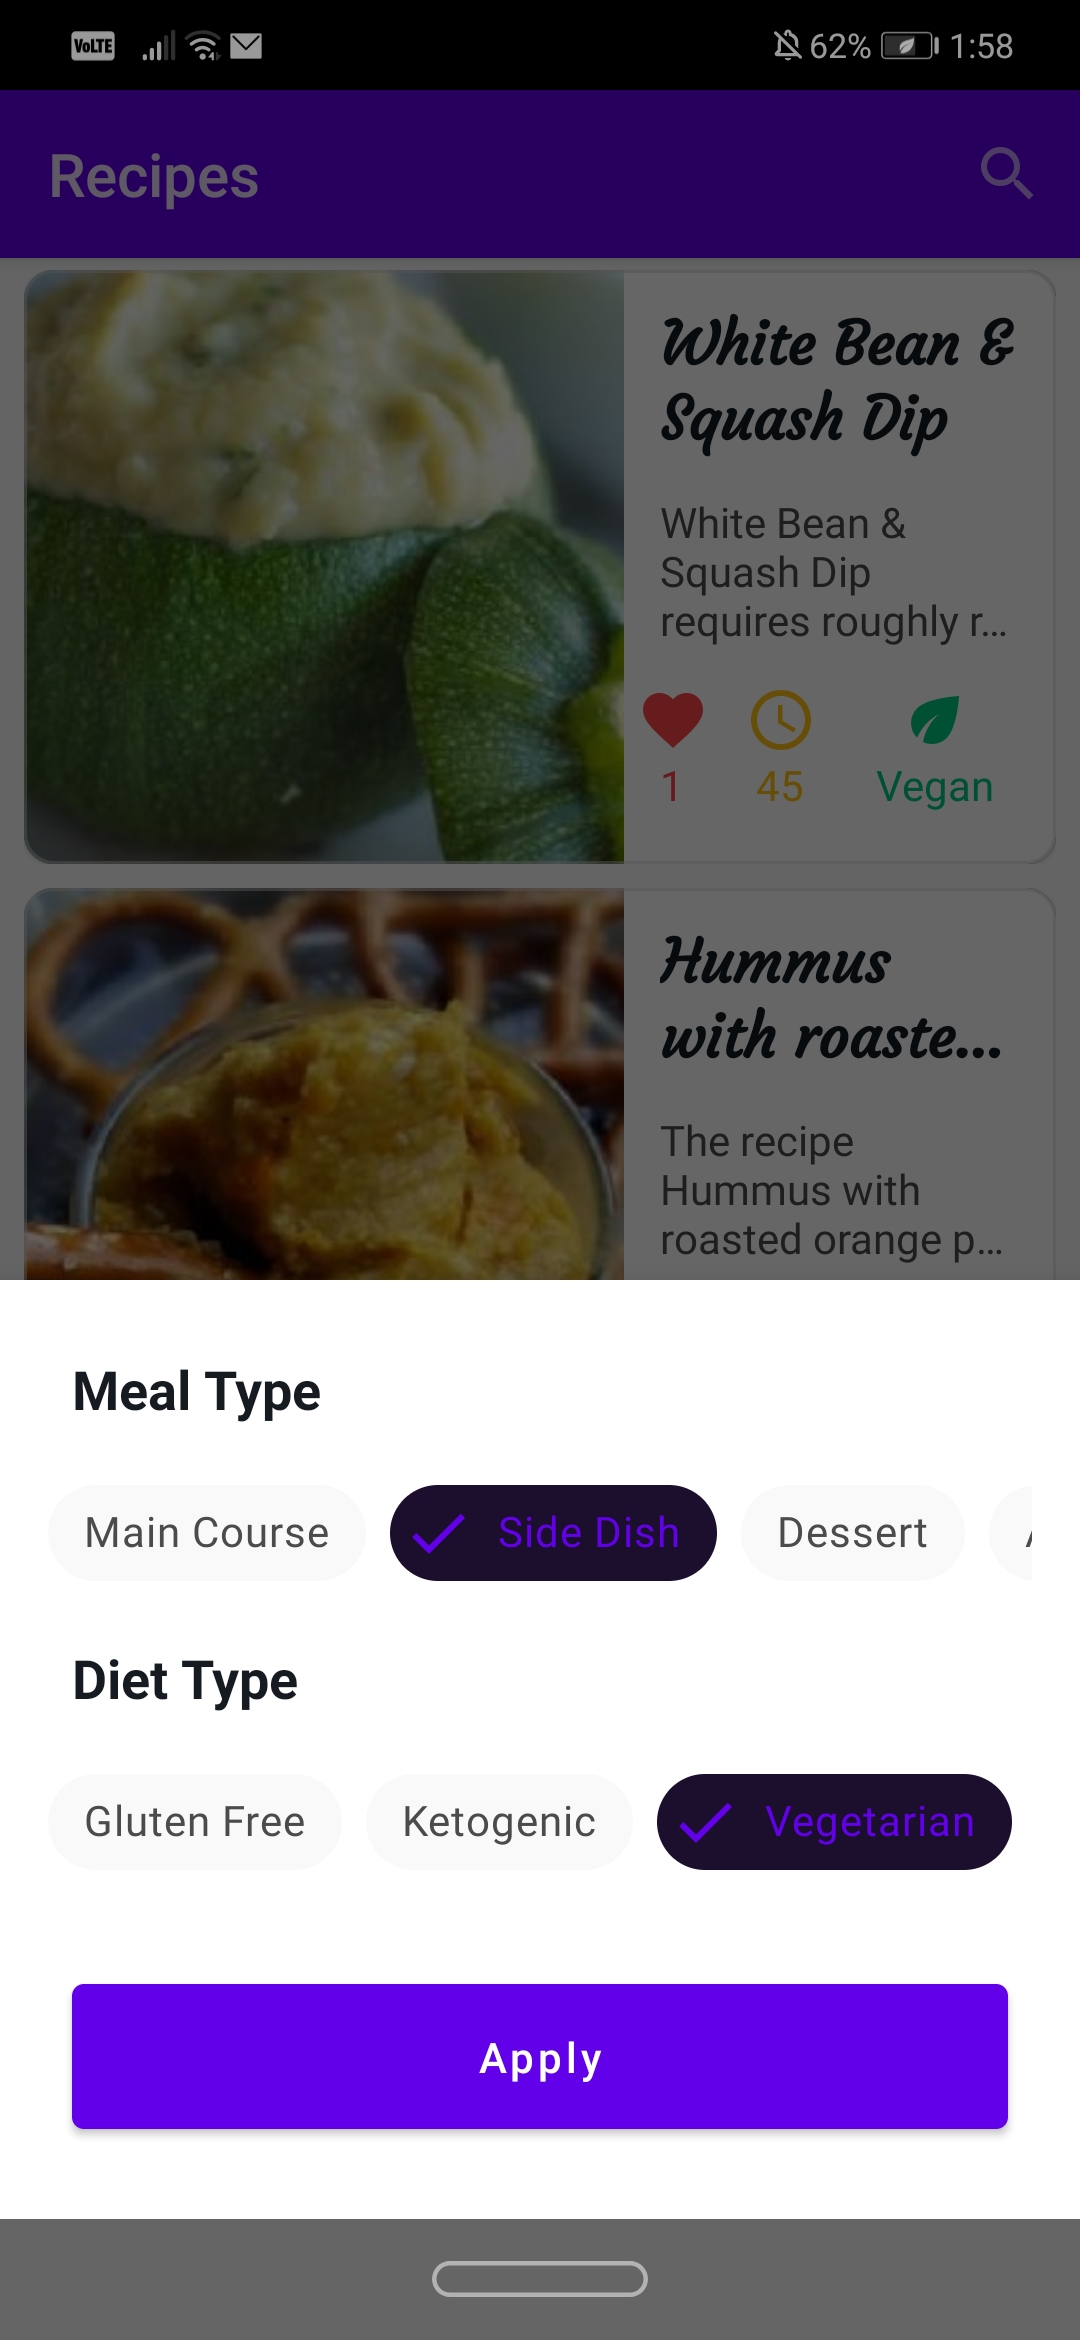 VoLTE 62% 1:58
Recipes
White Bean &
Squash Dip
White Bean &
Squash Dip
requires roughly r...
1 45 Vegan
Hummus
with roaste...
The recipe
Hummus with
roasted orange p...
Meal Type
Main Course Side Dish Dessert
Diet Type
Gluten Free Ketogenic Vegetarian
Apply